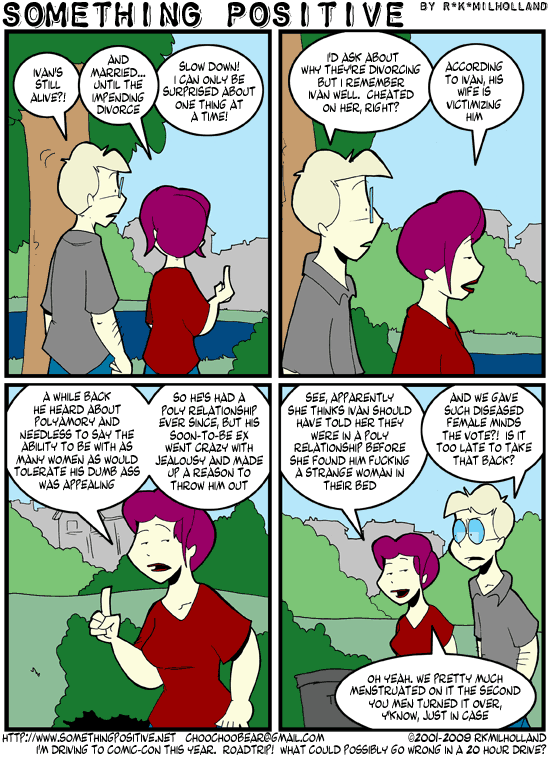 SOMETHING POSITIVE BY R*K*MILHOLLAND
IVAN'S
STILL
ALIVE?!
AND
MARRIED...
UNTIL THE
IMPENDING
DIVORCE
SLOW DOWN!
I CAN ONLY BE
SURPRISED ABOUT
ONE THING AT
A TIME!
I'D ASK ABOUT
WHY THEY'RE DIVORCING
BUT I REMEMBER
IVAN WELL. CHEATED
ON HER, RIGHT?
ACCORDING
TO IVAN, HIS
WIFE IS
VICTIMIZING
HIM
A WHILE BACK
HE HEARD ABOUT
POLYAMORY AND
NEEDLESS TO SAY THE
ABILITY TO BE WITH AS
MANY WOMEN AS WOULD
TOLERATE HIS DUMB ASS
WAS APPEALING
SO HE'S HAD A
POLY RELATIONSHIP
EVER SINCE, BUT HIS
SOON-TO-BE EX
WENT CRAZY WITH
JEALOUSY AND MADE
UP A REASON TO
THROW HIM OUT
SEE, APPARENTLY
SHE THINKS IVAN SHOULD
HAVE TOLD HER THEY
WERE IN A POLY
RELATIONSHIP BEFORE
SHE FOUND HIM FUCKING
A STRANGE WOMAN IN
THEIR BED
AND WE GAVE
SUCH DISEASED
FEMALE MINDS
THE VOTE?! IS IT
TOO LATE TO TAKE
THAT BACK?
OH YEAH. WE PRETTY MUCH
MENSTRUATED ON IT THE SECOND
YOU MEN TURNED IT OVER,
Y'KNOW, JUST IN CASE
HTTP://WWW.SOMETHINGPOSITIVE.NET CHOOCHOOBEAR@GMAIL.COM ©2001-2009 RKMILHOLLAND
I'M DRIVING TO COMIC-CON THIS YEAR. ROADTRIP! WHAT COULD POSSIBLY GO WRONG IN A 20 HOUR DRIVE?